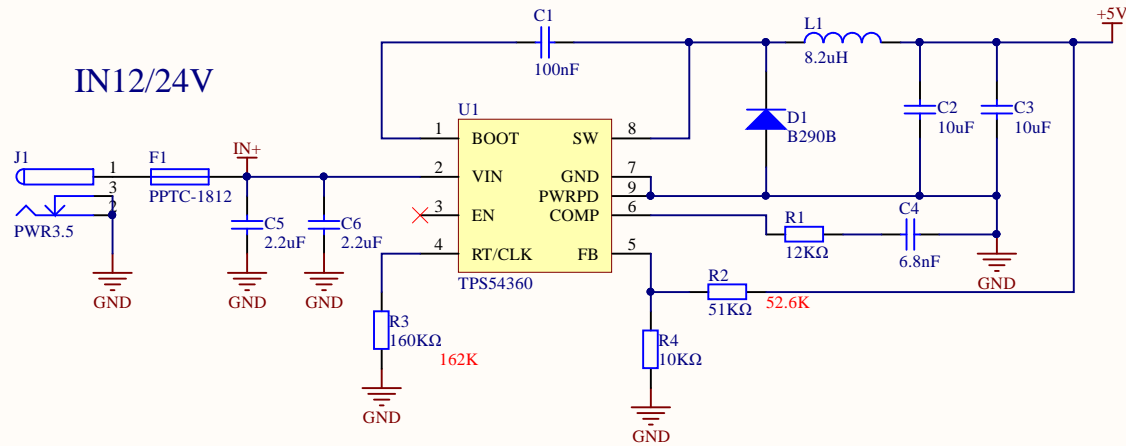 C1
100nF
L1
8.2uH
+5V
IN12/24V
U1
1
BOOT
SW
8
D1
B290B
C2
10uF
C3
10uF
J1
1
F1
IN+
2
VIN
GND
7
3
2
PWR3.5
PPTC-1812
PWRPD
9
C5
2.2uF
C6
2.2uF
3
EN
COMP
6
R1
12KΩ
C4
6.8nF
4
RT/CLK
FB
5
TPS54360
GND
GND
GND
GND
R2
51KΩ
52.6K
R3
160KΩ
162K
R4
10KΩ
GND
GND